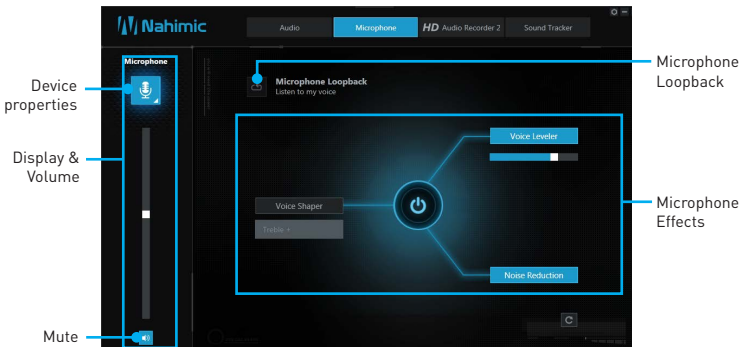 Nahimic
Audio
Microphone
HD Audio Recorder 2
Sound Tracker
Microphone
Microphone Loopback
Listen to my voice
Voice Leveler
Voice Shaper
Treble +
Noise Reduction
Device
properties
Display &
Volume
Mute
Microphone
Loopback
Microphone
Effects